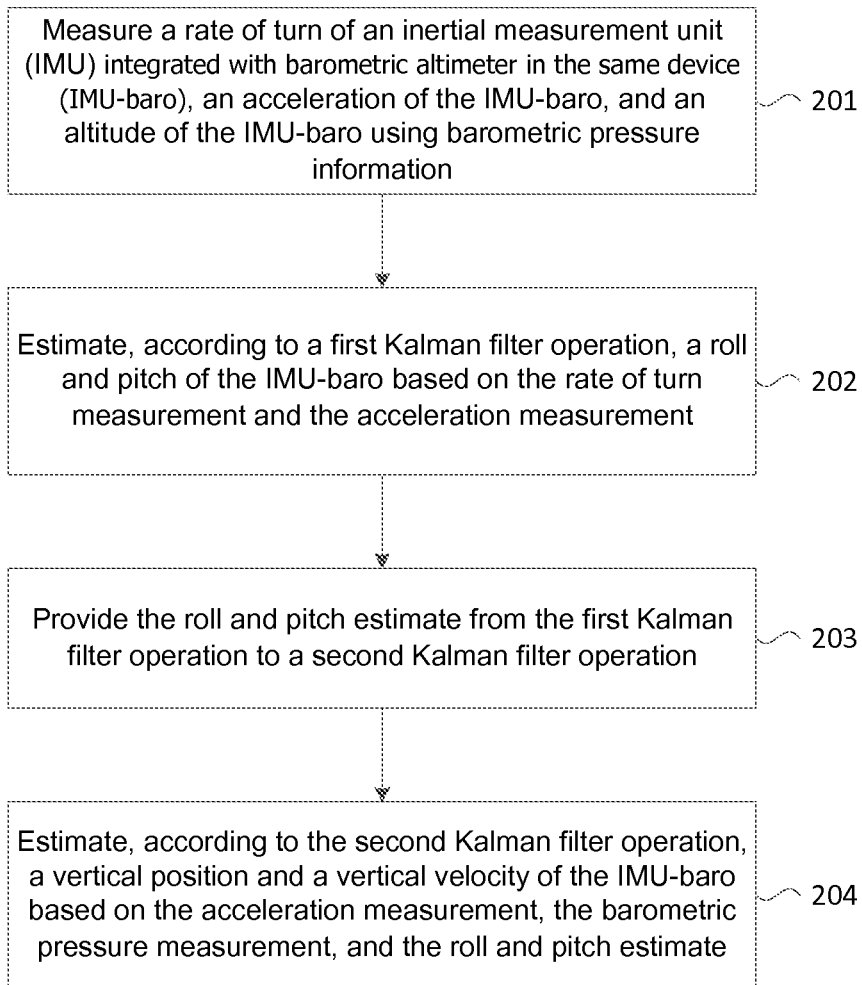 Measure a rate of turn of an inertial measurement unit
(IMU) integrated with barometric altimeter in the same device
(IMU-baro), an acceleration of the IMU-baro, and an
altitude of the IMU-baro using barometric pressure
information
201
Estimate, according to a first Kalman filter operation, a roll
and pitch of the IMU-baro based on the rate of turn
measurement and the acceleration measurement
202
Provide the roll and pitch estimate from the first Kalman
filter operation to a second Kalman filter operation
203
Estimate, according to the second Kalman filter operation,
a vertical position and a vertical velocity of the IMU-baro
based on the acceleration measurement, the barometric
pressure measurement, and the roll and pitch estimate
204